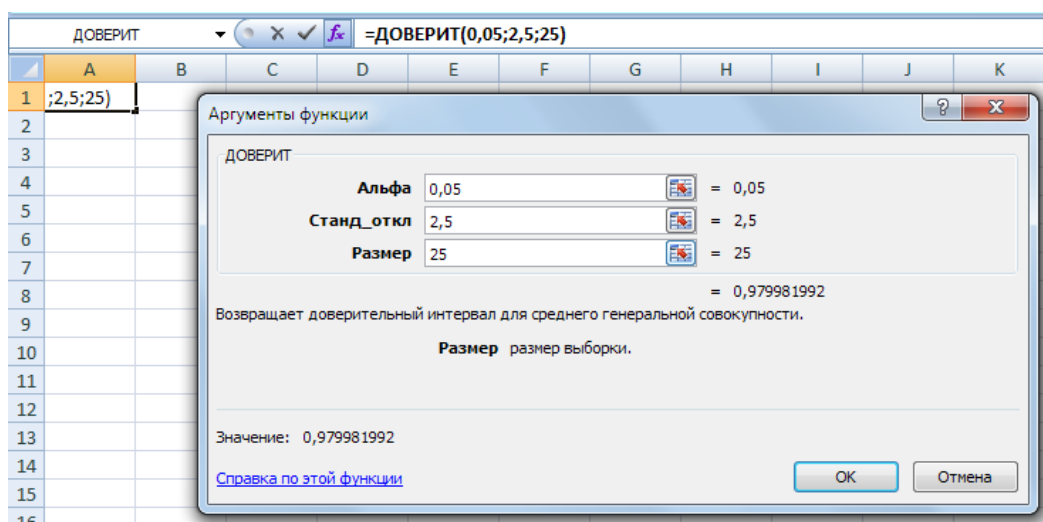 ДОВЕРИТ fx =ДОВЕРИТ(0,05;2,5;25)
A B C D E F G H I J K
1 ;2,5;25)
2
3
4
5
6
7
8
9
10
11
12
13
14
15
16
Аргументы функции
ДОВЕРИТ
Альфа 0,05 = 0,05
Станд_откл 2,5 = 2,5
Размер 25 = 25
= 0,979981992
Возвращает доверительный интервал для среднего генеральной совокупности.
Размер размер выборки.
Значение: 0,979981992
Справка по этой функции
ОК Отмена